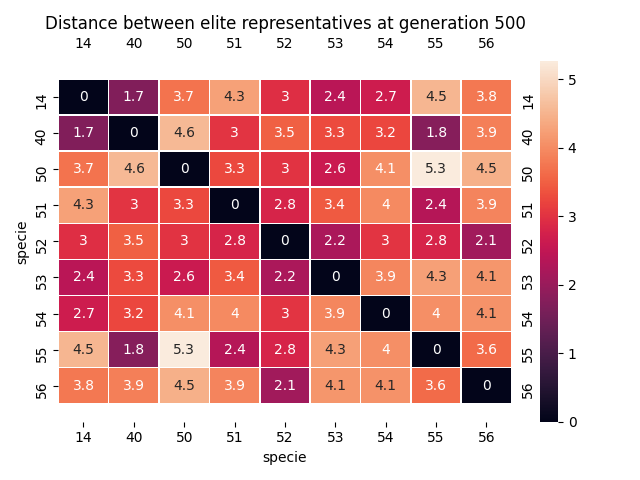 Distance between elite representatives at generation 500
14 40 50 51 52 53 54 55 56
14 0 1.7 3.7 4.3 3 2.4 2.7 4.5 3.8 14
40 1.7 0 4.6 3 3.5 3.3 3.2 1.8 3.9 40
50 3.7 4.6 0 3.3 3 2.6 4.1 5.3 4.5 50
51 4.3 3 3.3 0 2.8 3.4 4 2.4 3.9 51
52 3 3.5 3 2.8 0 2.2 3 2.8 2.1 52
53 2.4 3.3 2.6 3.4 2.2 0 3.9 4.3 4.1 53
54 2.7 3.2 4.1 4 3 3.9 0 4 4.1 54
55 4.5 1.8 5.3 2.4 2.8 4.3 4 0 3.6 55
56 3.8 3.9 4.5 3.9 2.1 4.1 4.1 3.6 0 56
14 40 50 51 52 53 54 55 56
specie
specie
5
4
3
2
1
0